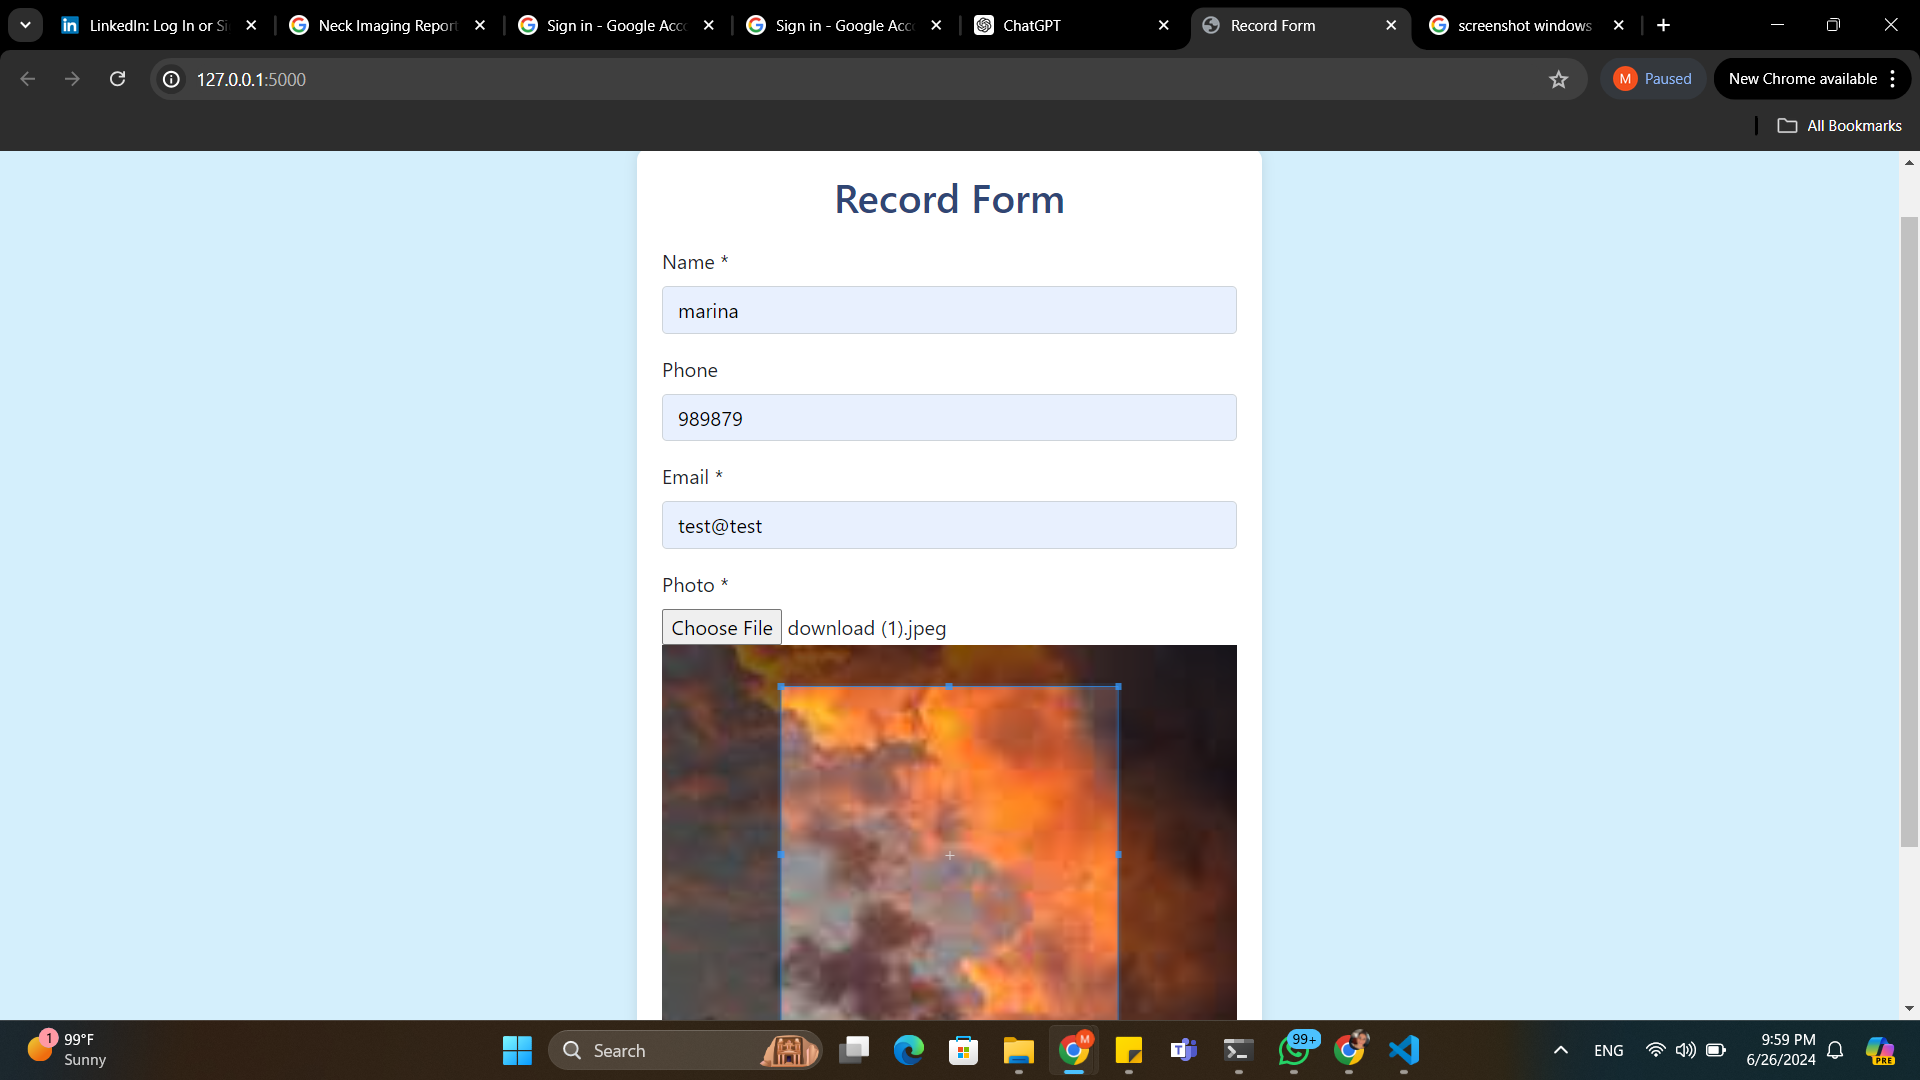 LinkedIn: Log In or Si
Neck Imaging Report
Sign in - Google Acc
Sign in - Google Acc
ChatGPT
Record Form
screenshot windows
127.0.0.1:5000
M
Paused
New Chrome available
All Bookmarks
Record Form
Name *
marina
Phone
989879
Email *
test@test
Photo *
Choose File download (1).jpeg
1
99°F
Sunny
Search
M
99+
ENG
9:59 PM
6/26/2024
PRE